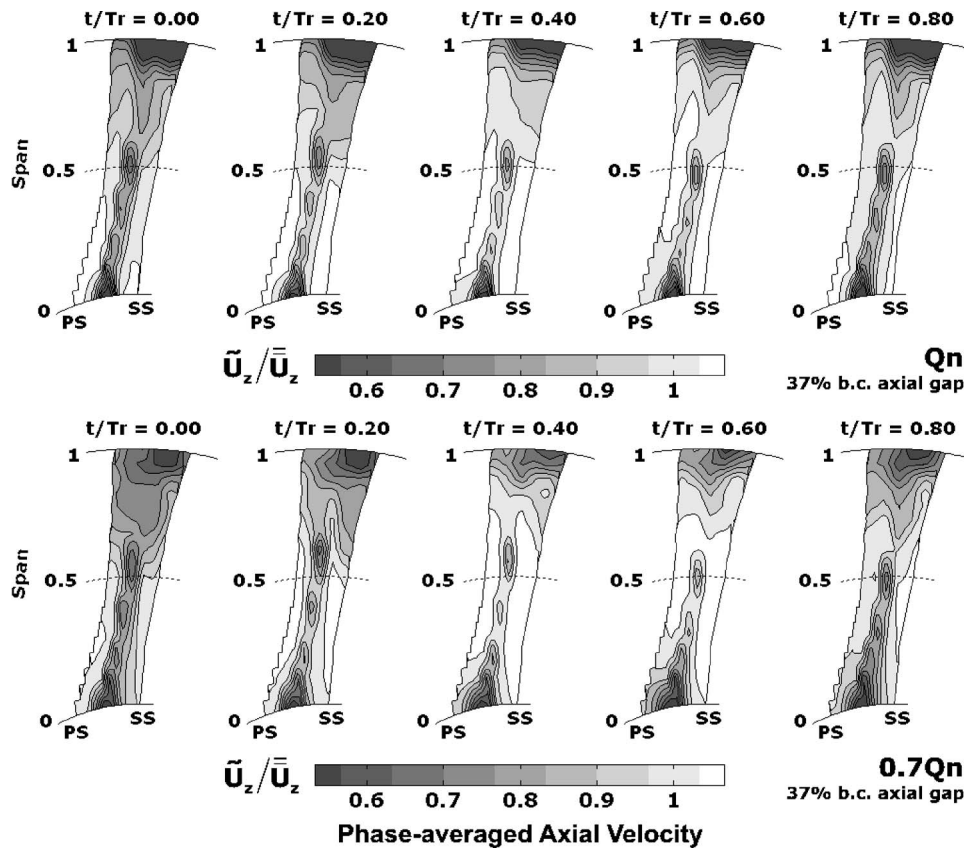 t/Tr = 0.00 t/Tr = 0.20 t/Tr = 0.40 t/Tr = 0.60 t/Tr = 0.80
1 1 1 1 1
Span
0.5 0.5 0.5 0.5 0.5
0 0 0 0 0
PS SS PS SS PS SS PS SS PS SS
Ũz/U̿z
0.6 0.7 0.8 0.9 1
Qn
37% b.c. axial gap
t/Tr = 0.00 t/Tr = 0.20 t/Tr = 0.40 t/Tr = 0.60 t/Tr = 0.80
1 1 1 1 1
Span
0.5 0.5 0.5 0.5 0.5
0 0 0 0 0
PS SS PS SS PS SS PS SS PS SS
Ũz/U̿z
0.6 0.7 0.8 0.9 1
0.7Qn
37% b.c. axial gap
Phase-averaged Axial Velocity